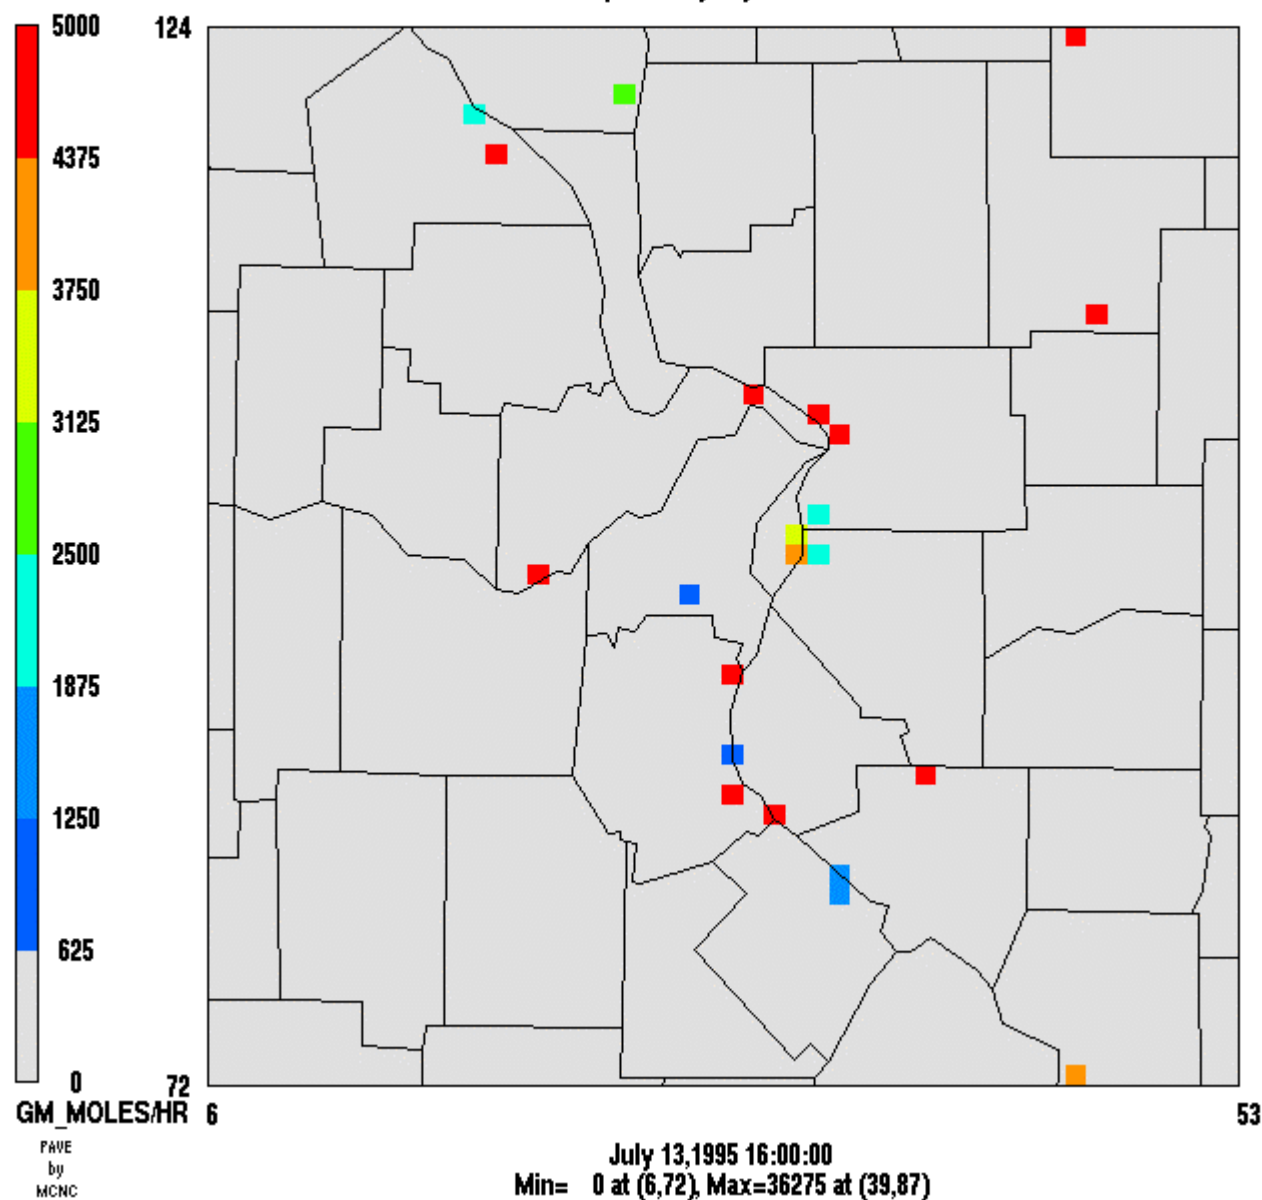 5000
4375
3750
3125
2500
1875
1250
625
0
GM_MOLES/HR
PAVE
by
MCNC
124
72
6
53
July 13,1995 16:00:00
Min= 0 at (6,72), Max=36275 at (39,87)